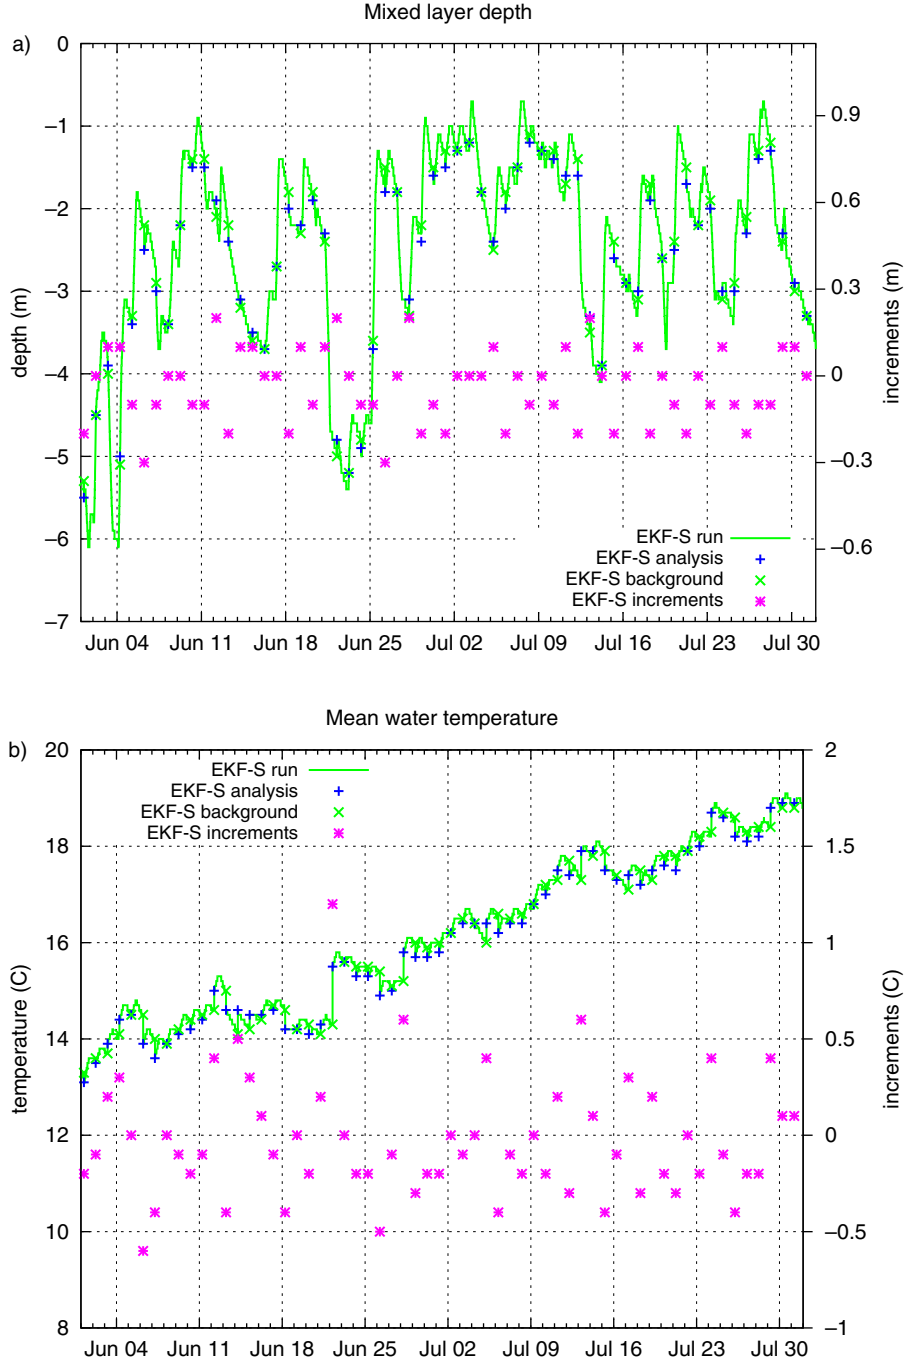 Mixed layer depth
a)
0
−1
−2
−3
−4
−5
−6
−7
depth (m)
0.9
0.6
0.3
0
−0.3
−0.6
increments (m)
EKF-S run
EKF-S analysis
EKF-S background
EKF-S increments
Jun 04 Jun 11 Jun 18 Jun 25 Jul 02 Jul 09 Jul 16 Jul 23 Jul 30
Mean water temperature
b)
20
18
16
14
12
10
8
temperature (C)
2
1.5
1
0.5
0
−0.5
−1
increments (C)
EKF-S run
EKF-S analysis
EKF-S background
EKF-S increments
Jun 04 Jun 11 Jun 18 Jun 25 Jul 02 Jul 09 Jul 16 Jul 23 Jul 30